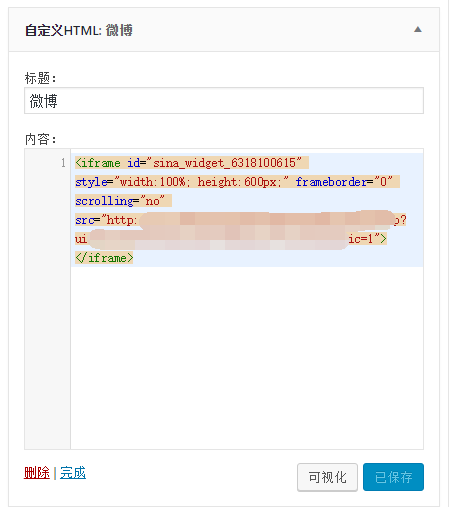 自定义HTML: 微博
标题:
微博
内容:
1
<iframe id="sina_widget_6318100615"
style="width:100%; height:600px;" frameborder="0"
scrolling="no"
src="http: p?
ui ic=1">
</iframe>
删除 | 完成
可视化 已保存